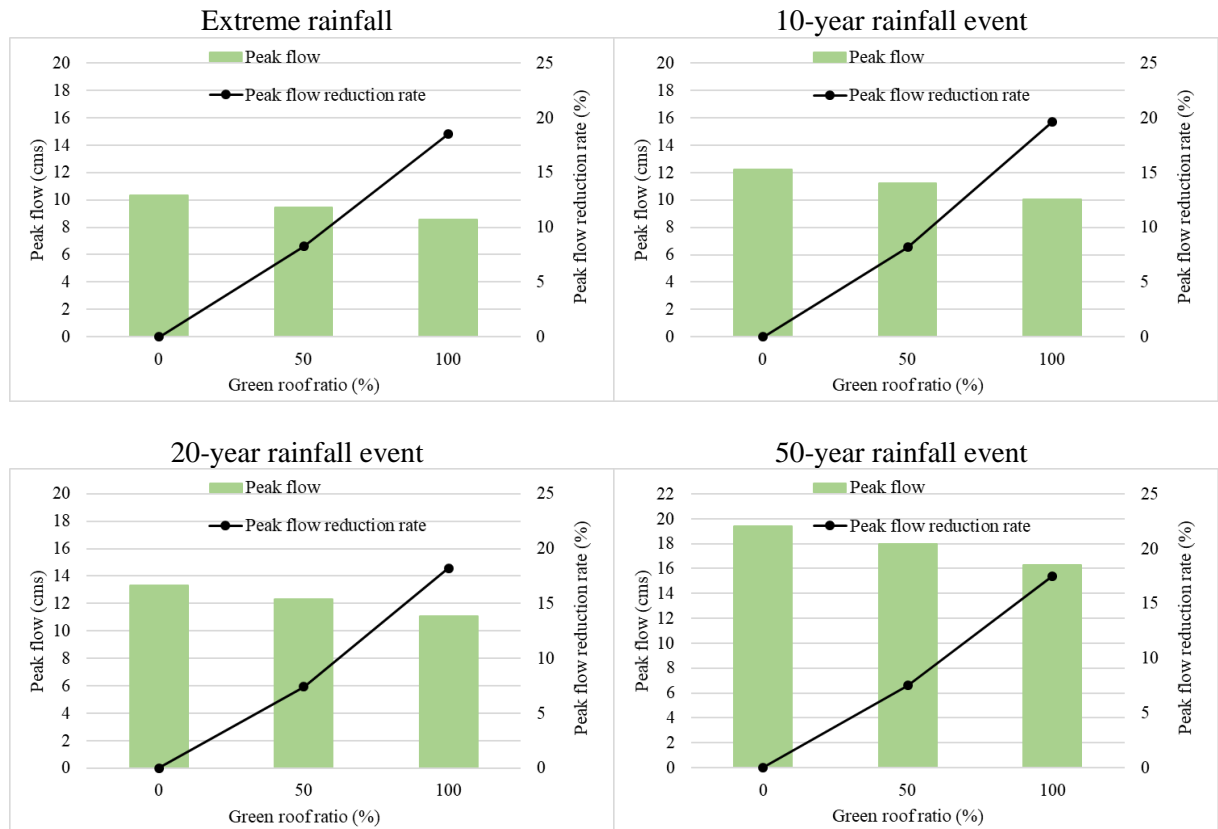 Extreme rainfall
Peak flow
Peak flow reduction rate
Peak flow (cms)
20
18
16
14
12
10
8
6
4
2
0
25
20
15
10
5
0
Peak flow reduction rate (%)
0 50 100
Green roof ratio (%)
10-year rainfall event
Peak flow
Peak flow reduction rate
Peak flow (cms)
20
18
16
14
12
10
8
6
4
2
0
25
20
15
10
5
0
Peak flow reduction rate (%)
0 50 100
Green roof ratio (%)
20-year rainfall event
Peak flow
Peak flow reduction rate
Peak flow (cms)
20
18
16
14
12
10
8
6
4
2
0
25
20
15
10
5
0
Peak flow reduction rate (%)
0 50 100
Green roof ratio (%)
50-year rainfall event
Peak flow
Peak flow reduction rate
Peak flow (cms)
22
20
18
16
14
12
10
8
6
4
2
0
25
20
15
10
5
0
Peak flow reduction rate (%)
0 50 100
Green roof ratio (%)